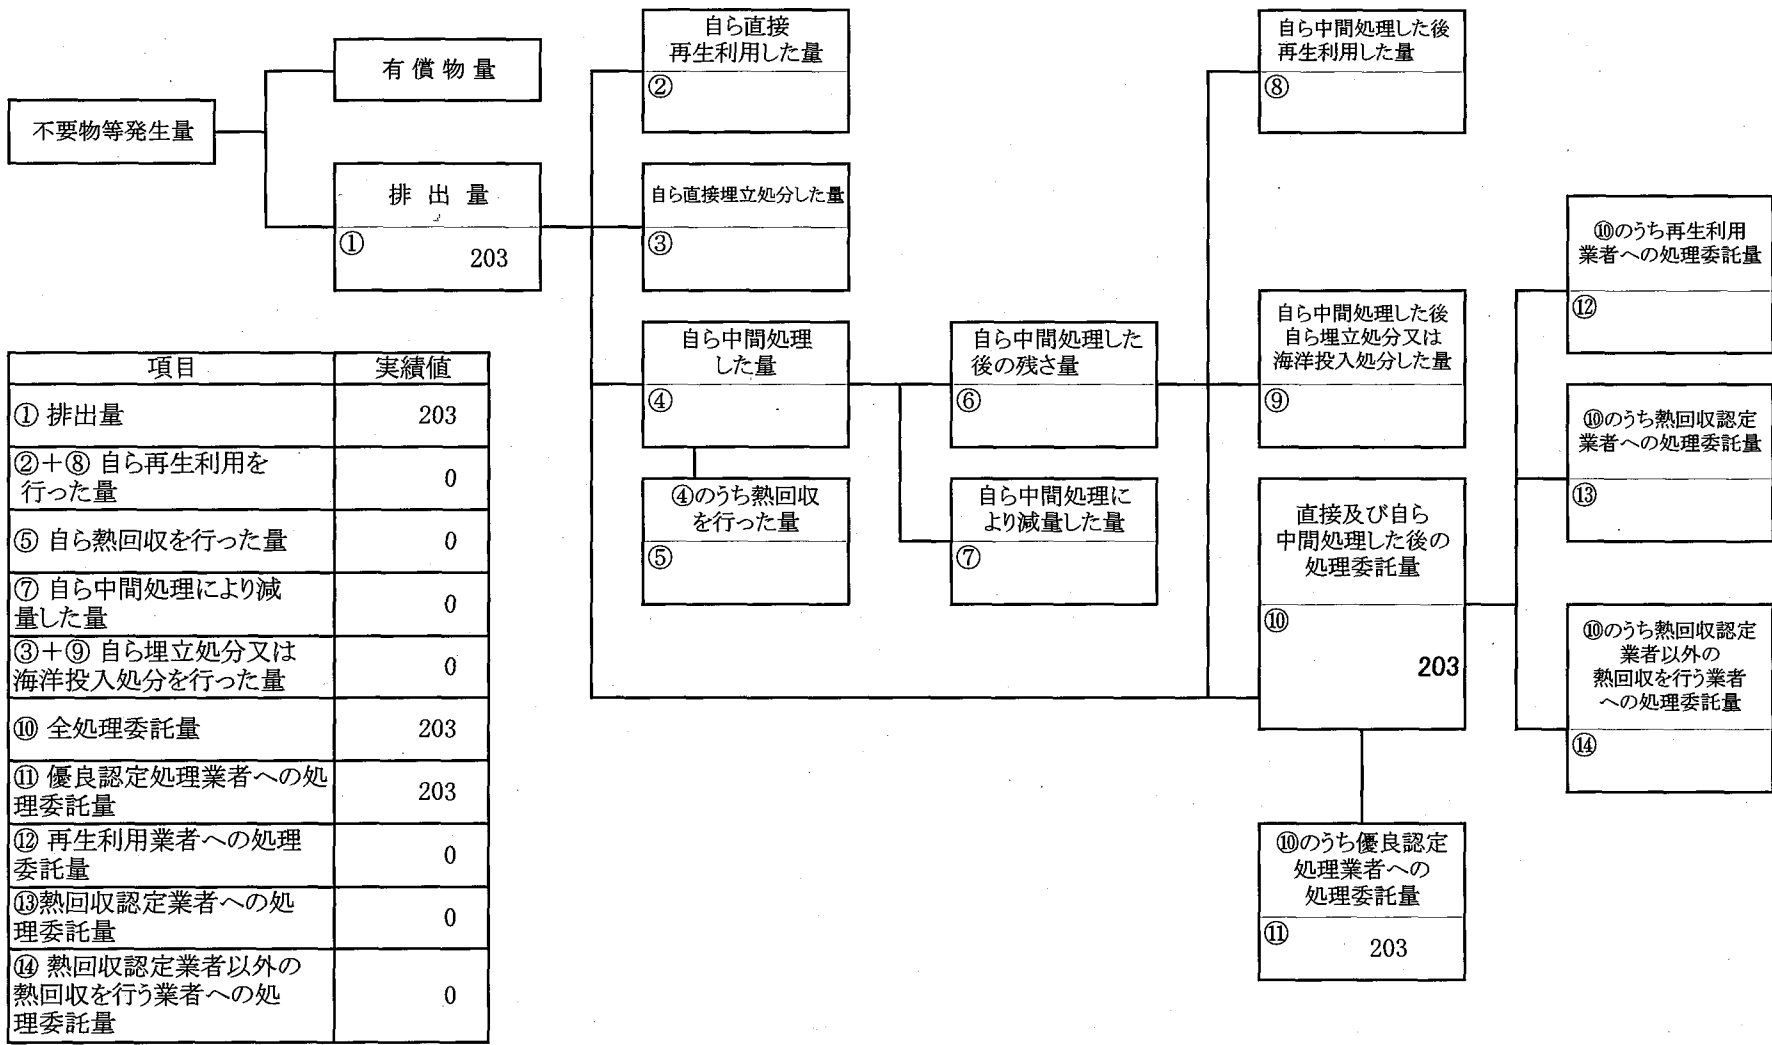 不要物等発生量
有償物量
排出量
①
203
自ら直接
再生利用した量
②
自ら直接埋立処分した量
③
自ら中間処理
した量
④
④のうち熱回収
を行った量
⑤
自ら中間処理した
後の残さ量
⑥
自ら中間処理に
より減量した量
⑦
自ら中間処理した後
再生利用した量
⑧
自ら中間処理した後
自ら埋立処分又は
海洋投入処分した量
⑨
直接及び自ら
中間処理した後の
処理委託量
⑩
203
⑩のうち優良認定
処理業者への
処理委託量
⑪
203
⑩のうち再生利用
業者への処理委託量
⑫
⑩のうち熱回収認定
業者への処理委託量
⑬
⑩のうち熱回収認定
業者以外の
熱回収を行う業者
への処理委託量
⑭
項目 実績値
① 排出量 203
②+⑧ 自ら再生利用を
行った量 0
⑤ 自ら熱回収を行った量 0
⑦ 自ら中間処理により減
量した量 0
③+⑨ 自ら埋立処分又は
海洋投入処分を行った量 0
⑩ 全処理委託量 203
⑪ 優良認定処理業者への処
理委託量 203
⑫ 再生利用業者への処理
委託量 0
⑬熱回収認定業者への処
理委託量 0
⑭ 熱回収認定業者以外の
熱回収を行う業者への処
理委託量 0